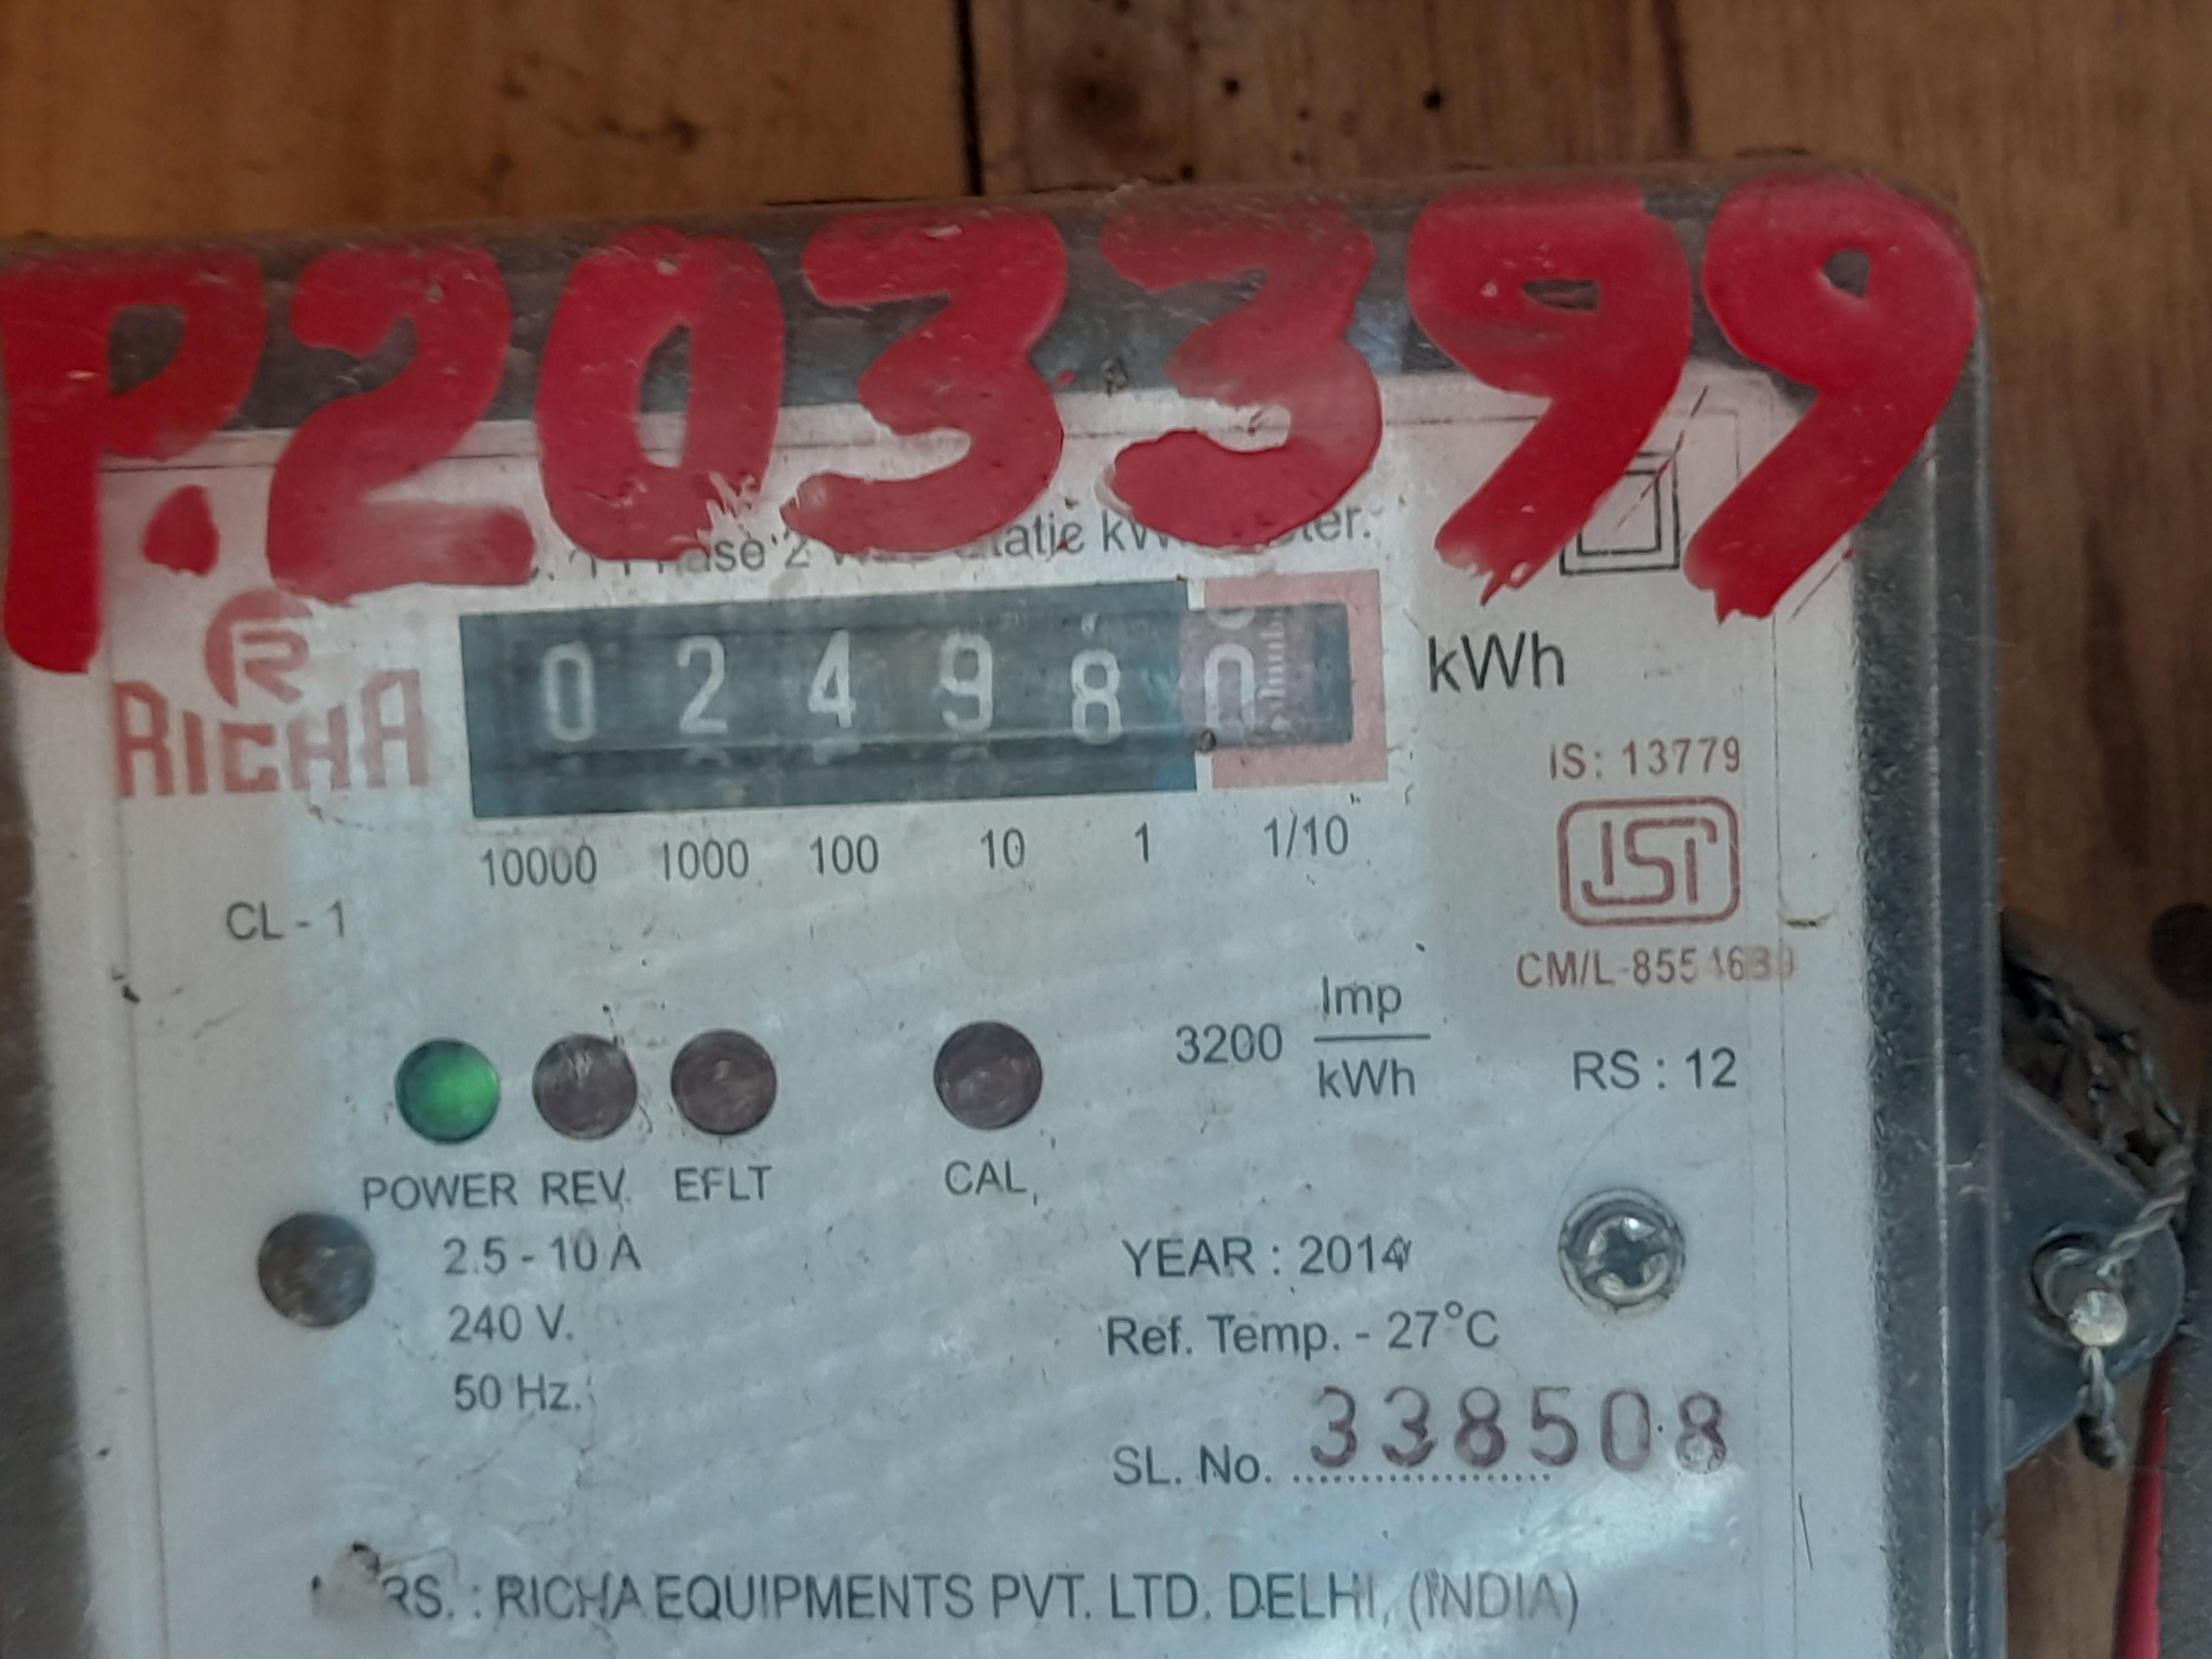 P.203399
kWh
RICHA
0 2 4 9 8 0
IS: 13779
10000 1000 100 10 1 1/10
ISI
CL - 1
3200 Imp/kWh
RS : 12
POWER REV. EFLT CAL.
2.5 - 10 A
YEAR : 2014
240 V.
Ref. Temp. - 27°C
50 Hz.
SL. No. 338508
RICHA EQUIPMENTS PVT. LTD. DELHI, (INDIA)